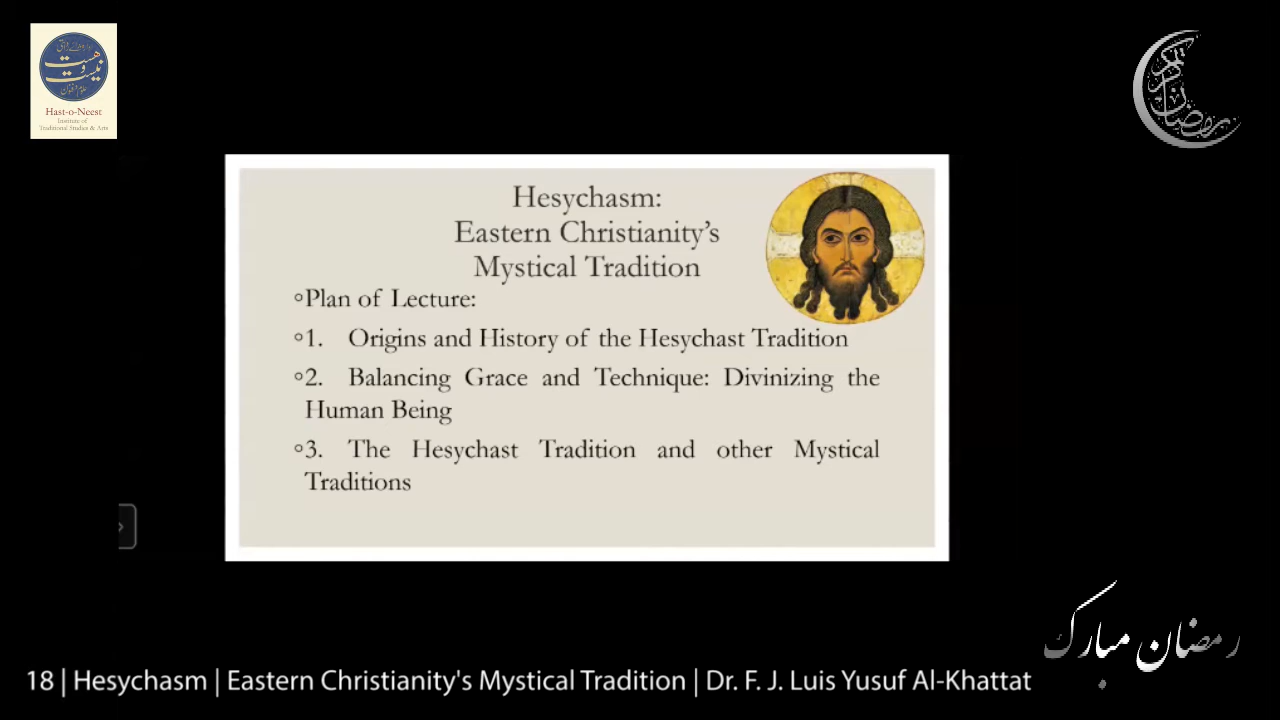 ہست
و
نیست
Hast-o-Neest
Institute of
Traditional Studies & Arts
Hesychasm:
Eastern Christianity’s
Mystical Tradition
◦Plan of Lecture:
◦1. Origins and History of the Hesychast Tradition
◦2. Balancing Grace and Technique: Divinizing the
Human Being
◦3. The Hesychast Tradition and other Mystical
Traditions
رمضان مبارک
18 | Hesychasm | Eastern Christianity's Mystical Tradition | Dr. F. J. Luis Yusuf Al-Khattat